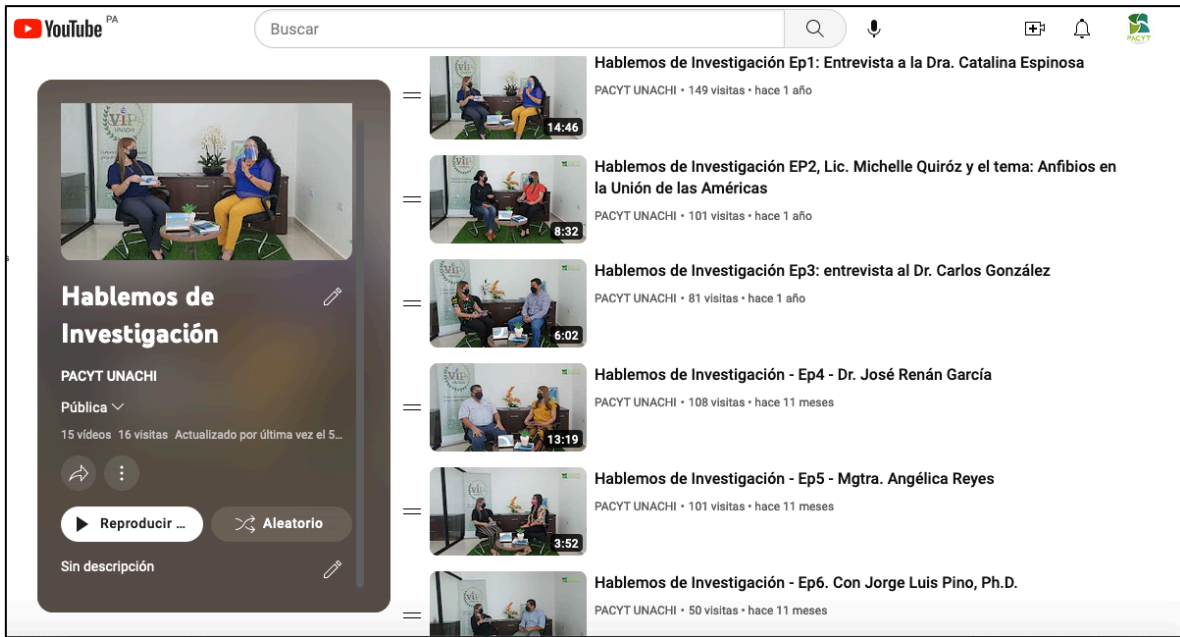 YouTube PA
Buscar
PACYT
Hablemos de
Investigación
PACYT UNACHI
Pública
15 vídeos 16 visitas Actualizado por última vez el 5...
Reproducir ...
Aleatorio
Sin descripción
14:46
Hablemos de Investigación Ep1: Entrevista a la Dra. Catalina Espinosa
PACYT UNACHI • 149 visitas • hace 1 año
8:32
Hablemos de Investigación EP2, Lic. Michelle Quiróz y el tema: Anfibios en
la Unión de las Américas
PACYT UNACHI • 101 visitas • hace 1 año
6:02
Hablemos de Investigación Ep3: entrevista al Dr. Carlos González
PACYT UNACHI • 81 visitas • hace 1 año
13:19
Hablemos de Investigación - Ep4 - Dr. José Renán García
PACYT UNACHI • 108 visitas • hace 11 meses
3:52
Hablemos de Investigación - Ep5 - Mgtra. Angélica Reyes
PACYT UNACHI • 101 visitas • hace 11 meses
Hablemos de Investigación - Ep6. Con Jorge Luis Pino, Ph.D.
PACYT UNACHI • 50 visitas • hace 11 meses